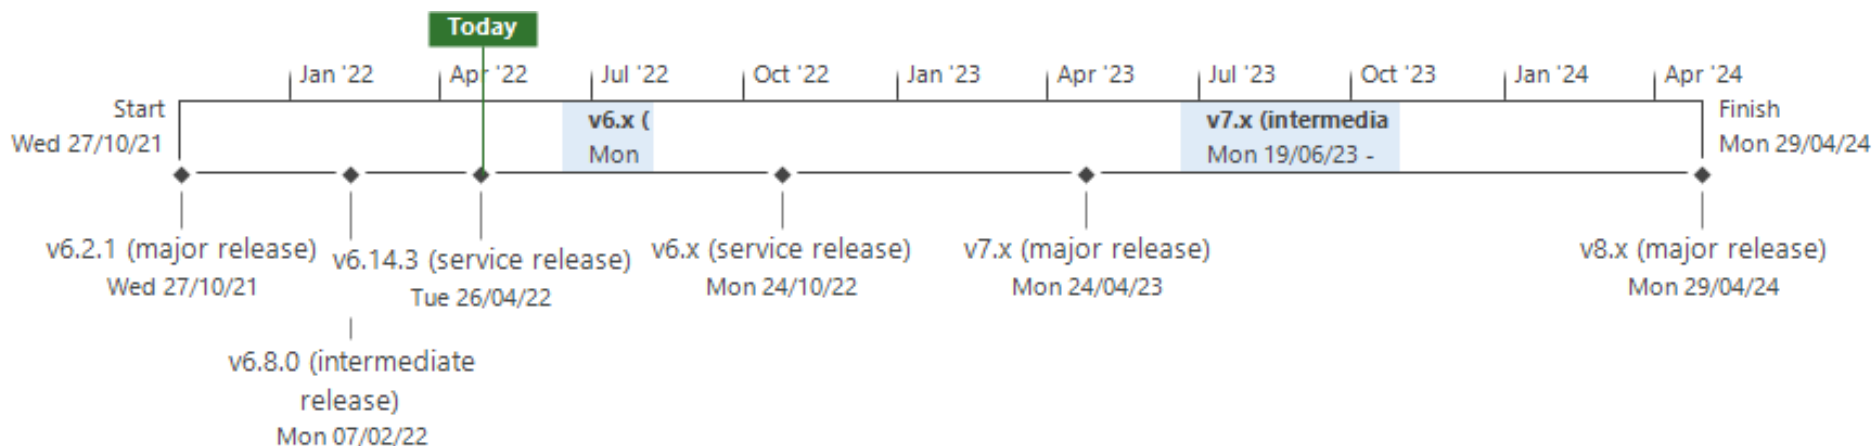 Today
Jan '22
Apr '22
Jul '22
Oct '22
Jan '23
Apr '23
Jul '23
Oct '23
Jan '24
Apr '24
Start
Wed 27/10/21
v6.x (
Mon
v7.x (intermedia
Mon 19/06/23 -
Finish
Mon 29/04/24
v6.2.1 (major release)
Wed 27/10/21
v6.14.3 (service release)
Tue 26/04/22
v6.x (service release)
Mon 24/10/22
v7.x (major release)
Mon 24/04/23
v8.x (major release)
Mon 29/04/24
v6.8.0 (intermediate
release)
Mon 07/02/22